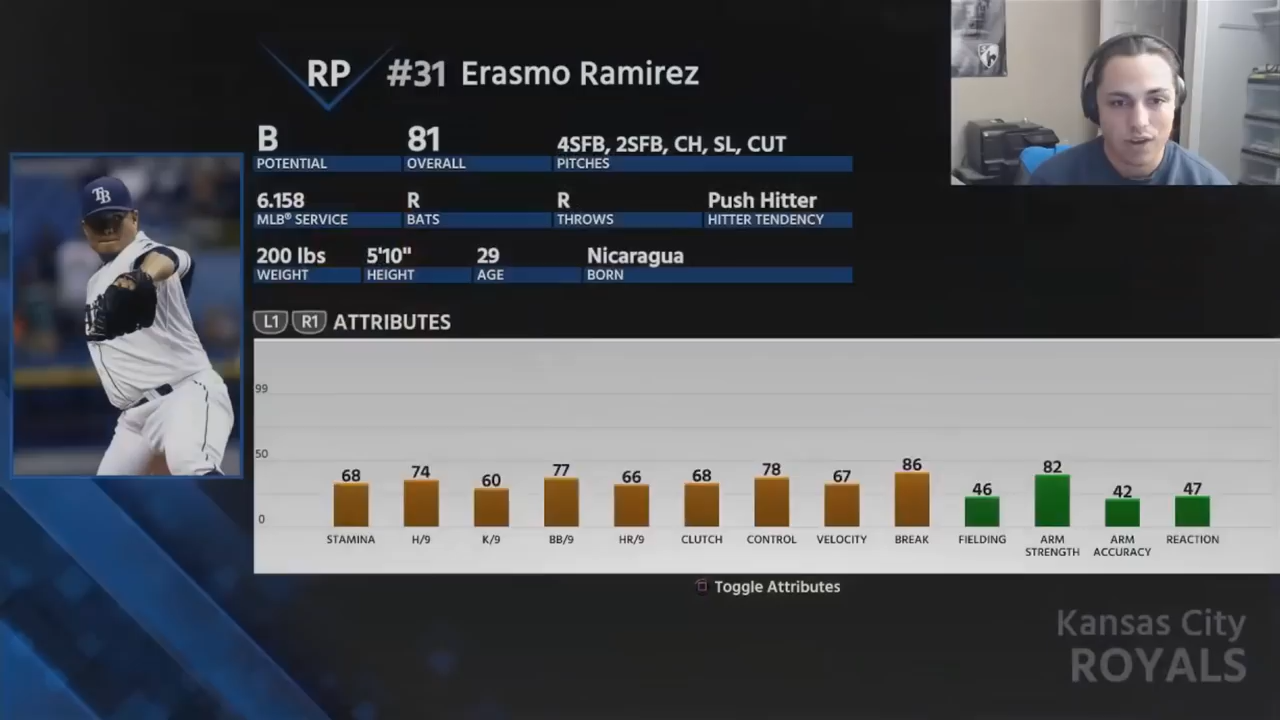 RP #31 Erasmo Ramirez
B 81 4SFB, 2SFB, CH, SL, CUT
POTENTIAL OVERALL PITCHES
6.158 R R Push Hitter
MLB® SERVICE BATS THROWS HITTER TENDENCY
200 lbs 5'10" 29 Nicaragua
WEIGHT HEIGHT AGE BORN
TB
L1 R1 ATTRIBUTES
99
50
0
68 74 60 77 66 68 78 67 86 46 82 42 47
STAMINA H/9 K/9 BB/9 HR/9 CLUTCH CONTROL VELOCITY BREAK FIELDING ARM STRENGTH ARM ACCURACY REACTION
Toggle Attributes
Kansas City
ROYALS